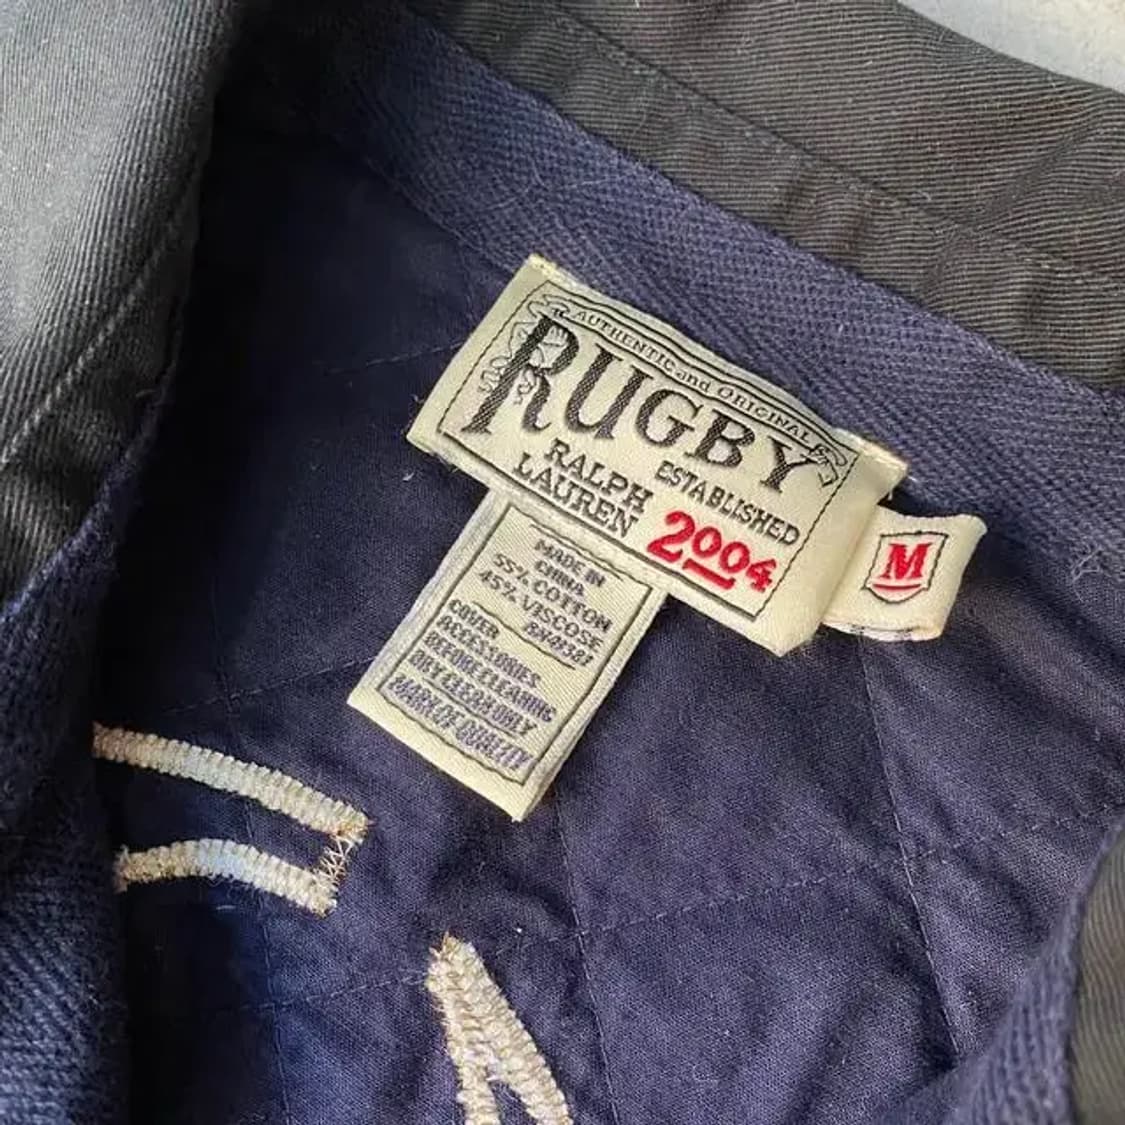 AUTHENTIC and ORIGINAL
RUGBY
RALPH
LAUREN
ESTABLISHED
2004
M
MADE IN
CHINA
55% COTTON
45% VISCOSE
COVER
ACCESSORIES
BEFORE CLEANING
DRY CLEAN ONLY
MARK OF QUALITY